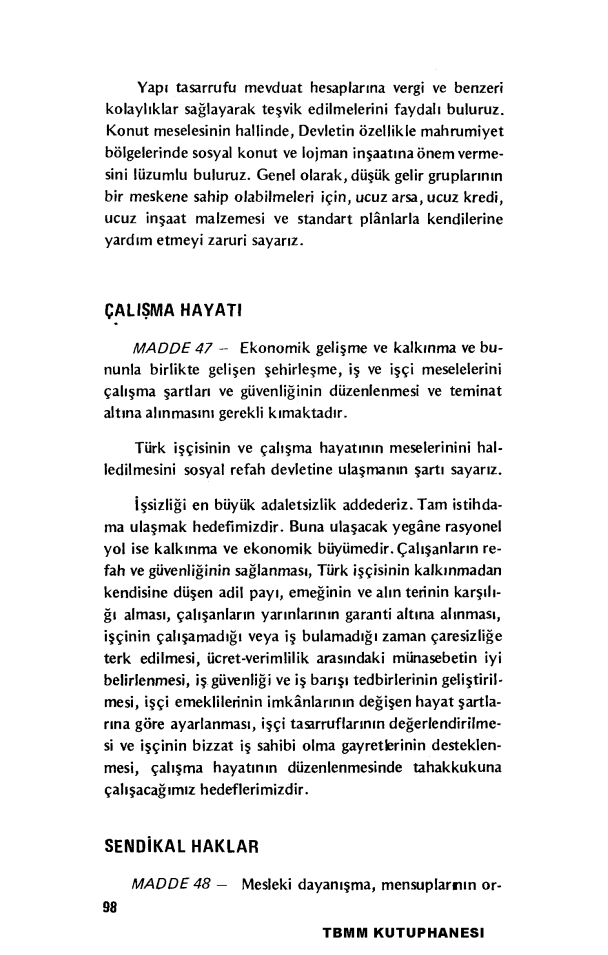 Yapı tasarrufu mevduat hesaplarına vergi ve benzeri
kolaylıklar sağlayarak teşvik edilmelerini faydalı buluruz.
Konut meselesinin hallinde, Devletin özellikle mahrumiyet
bölgelerinde sosyal konut ve lojman inşaatına önem verme-
sini lüzumlu buluruz. Genel olarak, düşük gelir gruplarının
bir meskene sahip olabilmeleri için, ucuz arsa, ucuz kredi,
ucuz inşaat malzemesi ve standart plânlarla kendilerine
yardım etmeyi zaruri sayarız.
ÇALIŞMA HAYATI
MADDE 47 — Ekonomik gelişme ve kalkınma ve bu-
nunla birlikte gelişen şehirleşme, iş ve işçi meselelerini
çalışma şartları ve güvenliğinin düzenlenmesi ve teminat
altına alınmasını gerekli kımaktadır.
Türk işçisinin ve çalışma hayatının meselerinini hal-
ledilmesini sosyal refah devletine ulaşmanın şartı sayarız.
İşsizliği en büyük adaletsizlik addederiz. Tam istihda-
ma ulaşmak hedefimizdir. Buna ulaşacak yegâne rasyonel
yol ise kalkınma ve ekonomik büyümedir. Çalışanların re-
fah ve güvenliğinin sağlanması, Türk işçisinin kalkınmadan
kendisine düşen adil payı, emeğinin ve alın terinin karşılı-
ğı alması, çalışanların yarınlarının garanti altına alınması,
işçinin çalışamadığı veya iş bulamadığı zaman çaresizliğe
terk edilmesi, ücret-verimlilik arasındaki münasebetin iyi
belirlenmesi, iş güvenliği ve iş barışı tedbirlerinin geliştiril-
mesi, işçi emeklilerinin imkânlarının değişen hayat şartla-
rına göre ayarlanması, işçi tasarruflarının değerlendirilme-
si ve işçinin bizzat iş sahibi olma gayretlerinin desteklen-
mesi, çalışma hayatının düzenlenmesinde tahakkukuna
çalışacağımız hedeflerimizdir.
SENDİKAL HAKLAR
MADDE 48 — Mesleki dayanışma, mensuplarının or-
98
TBMM KUTUPHANESI